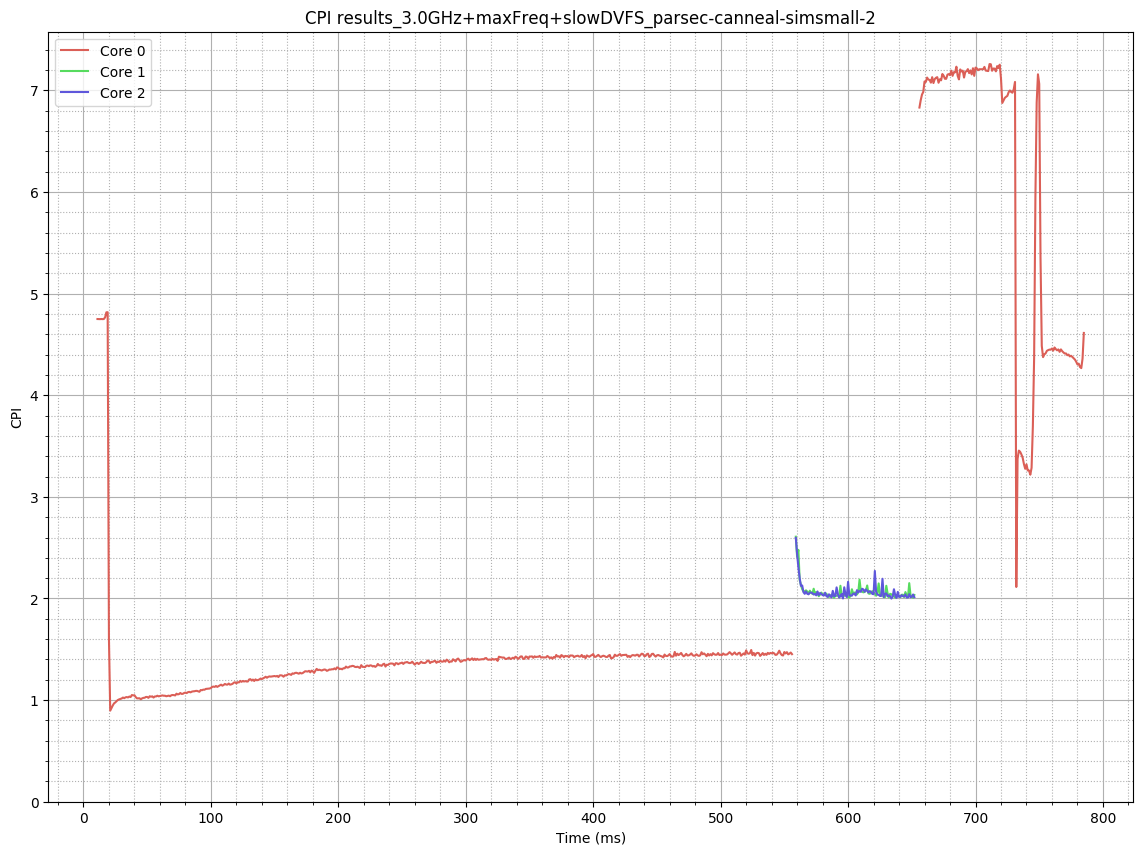 CPI results_3.0GHz+maxFreq+slowDVFS_parsec-canneal-simsmall-2
Core 0
Core 1
Core 2
CPI
7
6
5
4
3
2
1
0
0 100 200 300 400 500 600 700 800
Time (ms)